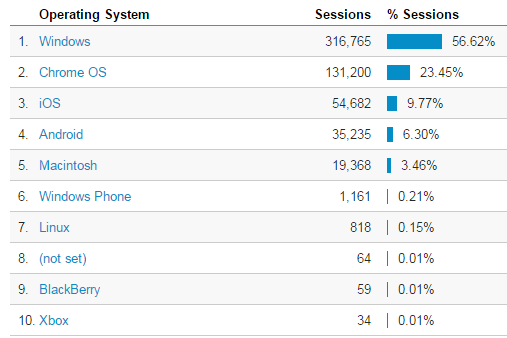 Operating System Sessions % Sessions
1. Windows 316,765 56.62%
2. Chrome OS 131,200 23.45%
3. iOS 54,682 9.77%
4. Android 35,235 6.30%
5. Macintosh 19,368 3.46%
6. Windows Phone 1,161 0.21%
7. Linux 818 0.15%
8. (not set) 64 0.01%
9. BlackBerry 59 0.01%
10. Xbox 34 0.01%